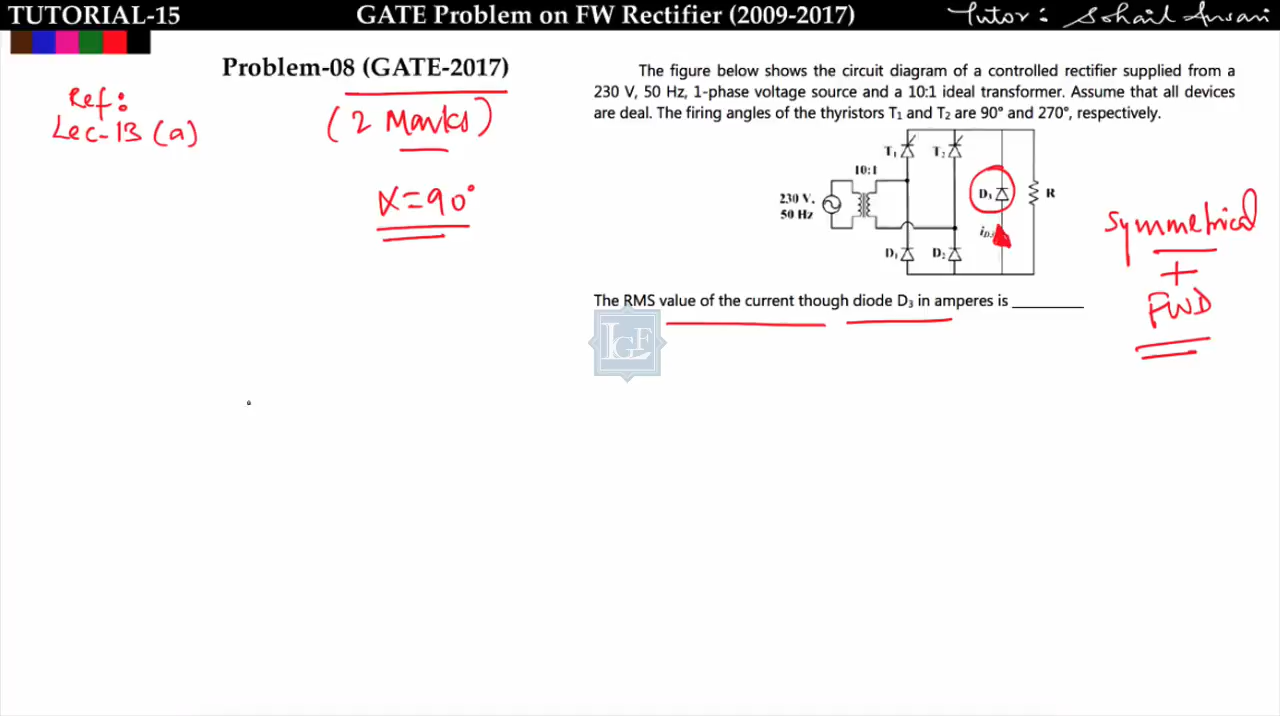 TUTORIAL-15
GATE Problem on FW Rectifier (2009-2017)
Tutor: Sohail Ansari
Problem-08 (GATE-2017)
Ref:
Lec-13 (a)
(2 Marks)
α=90°
The figure below shows the circuit diagram of a controlled rectifier supplied from a
230 V, 50 Hz, 1-phase voltage source and a 10:1 ideal transformer. Assume that all devices
are deal. The firing angles of the thyristors T1 and T2 are 90° and 270°, respectively.
T1
T2
10:1
230 V.
50 Hz
D3
R
iD3
D1
D2
Symmetrical
+
FWD
The RMS value of the current though diode D3 in amperes is ________
LGF